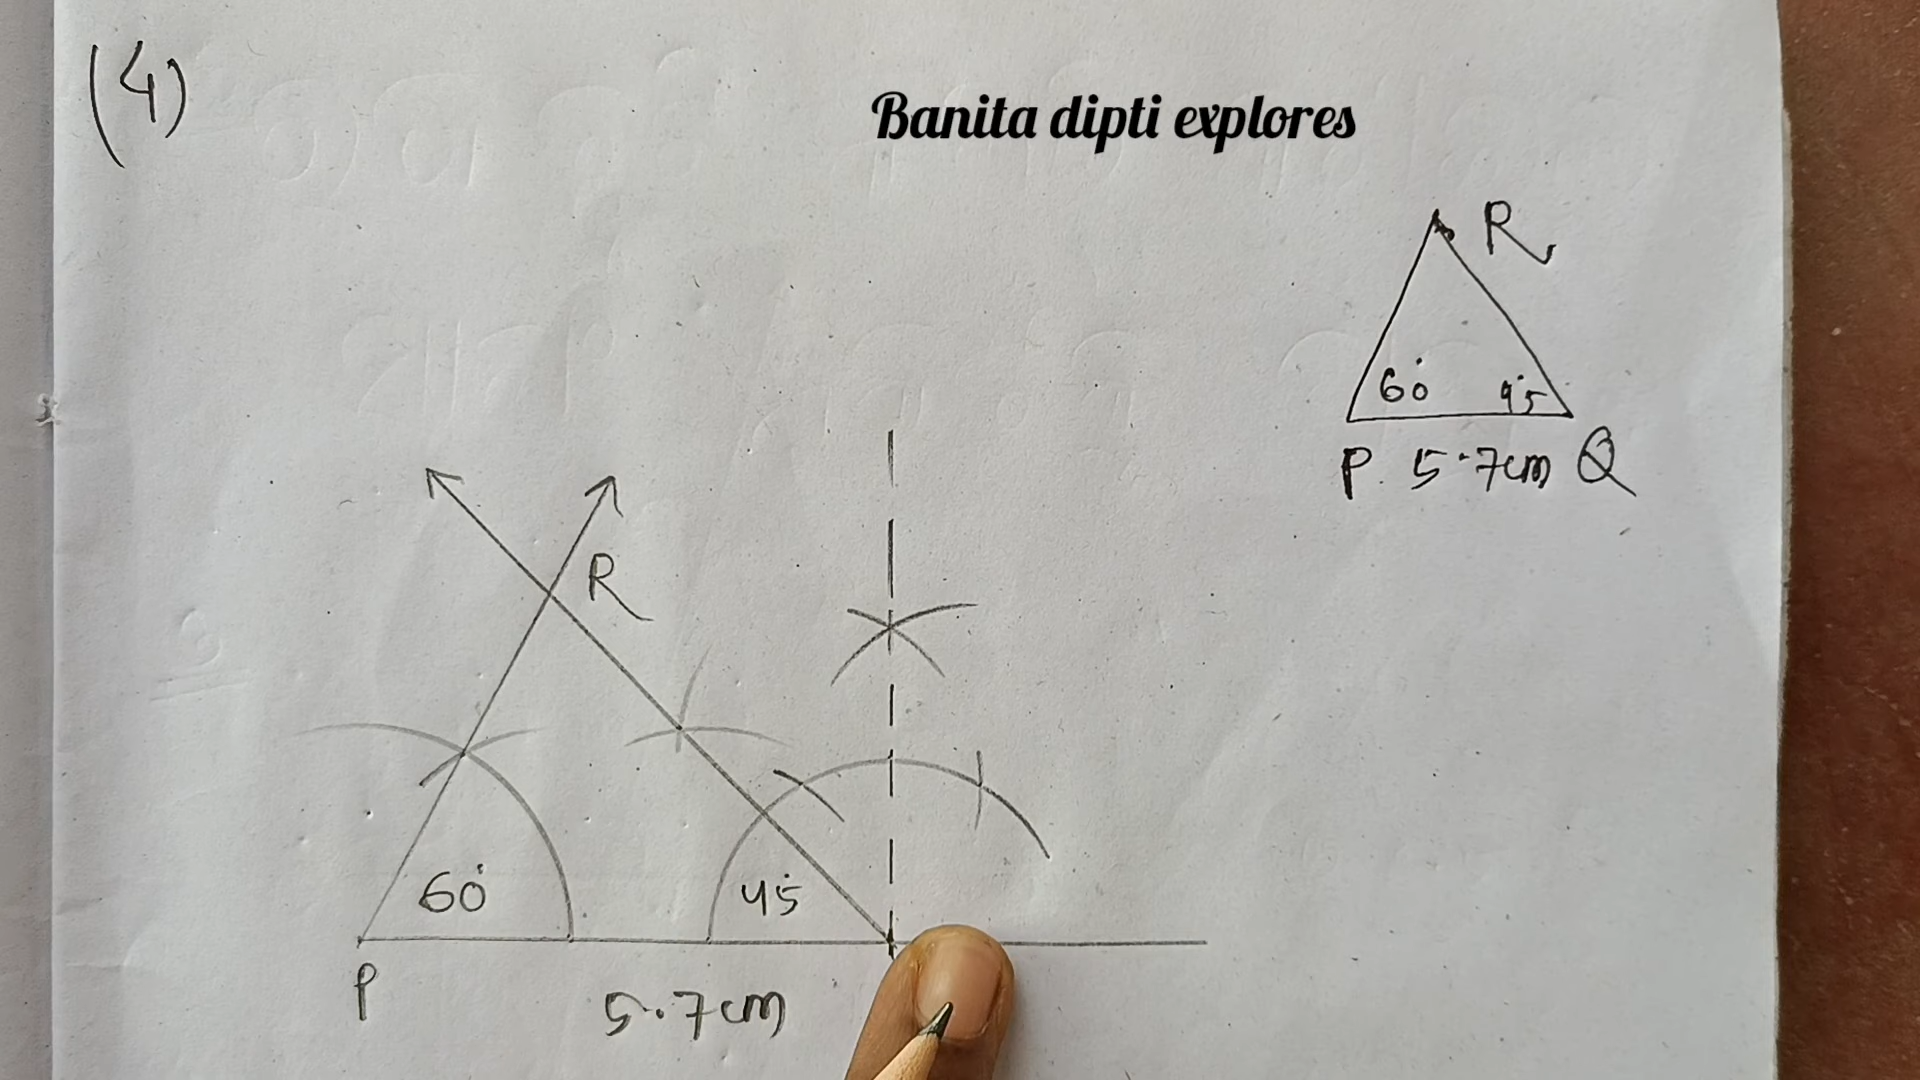 (4)
Banita dipti explores
R
60°
45°
P 5.7cm Q
R
60°
45°
P
5.7cm